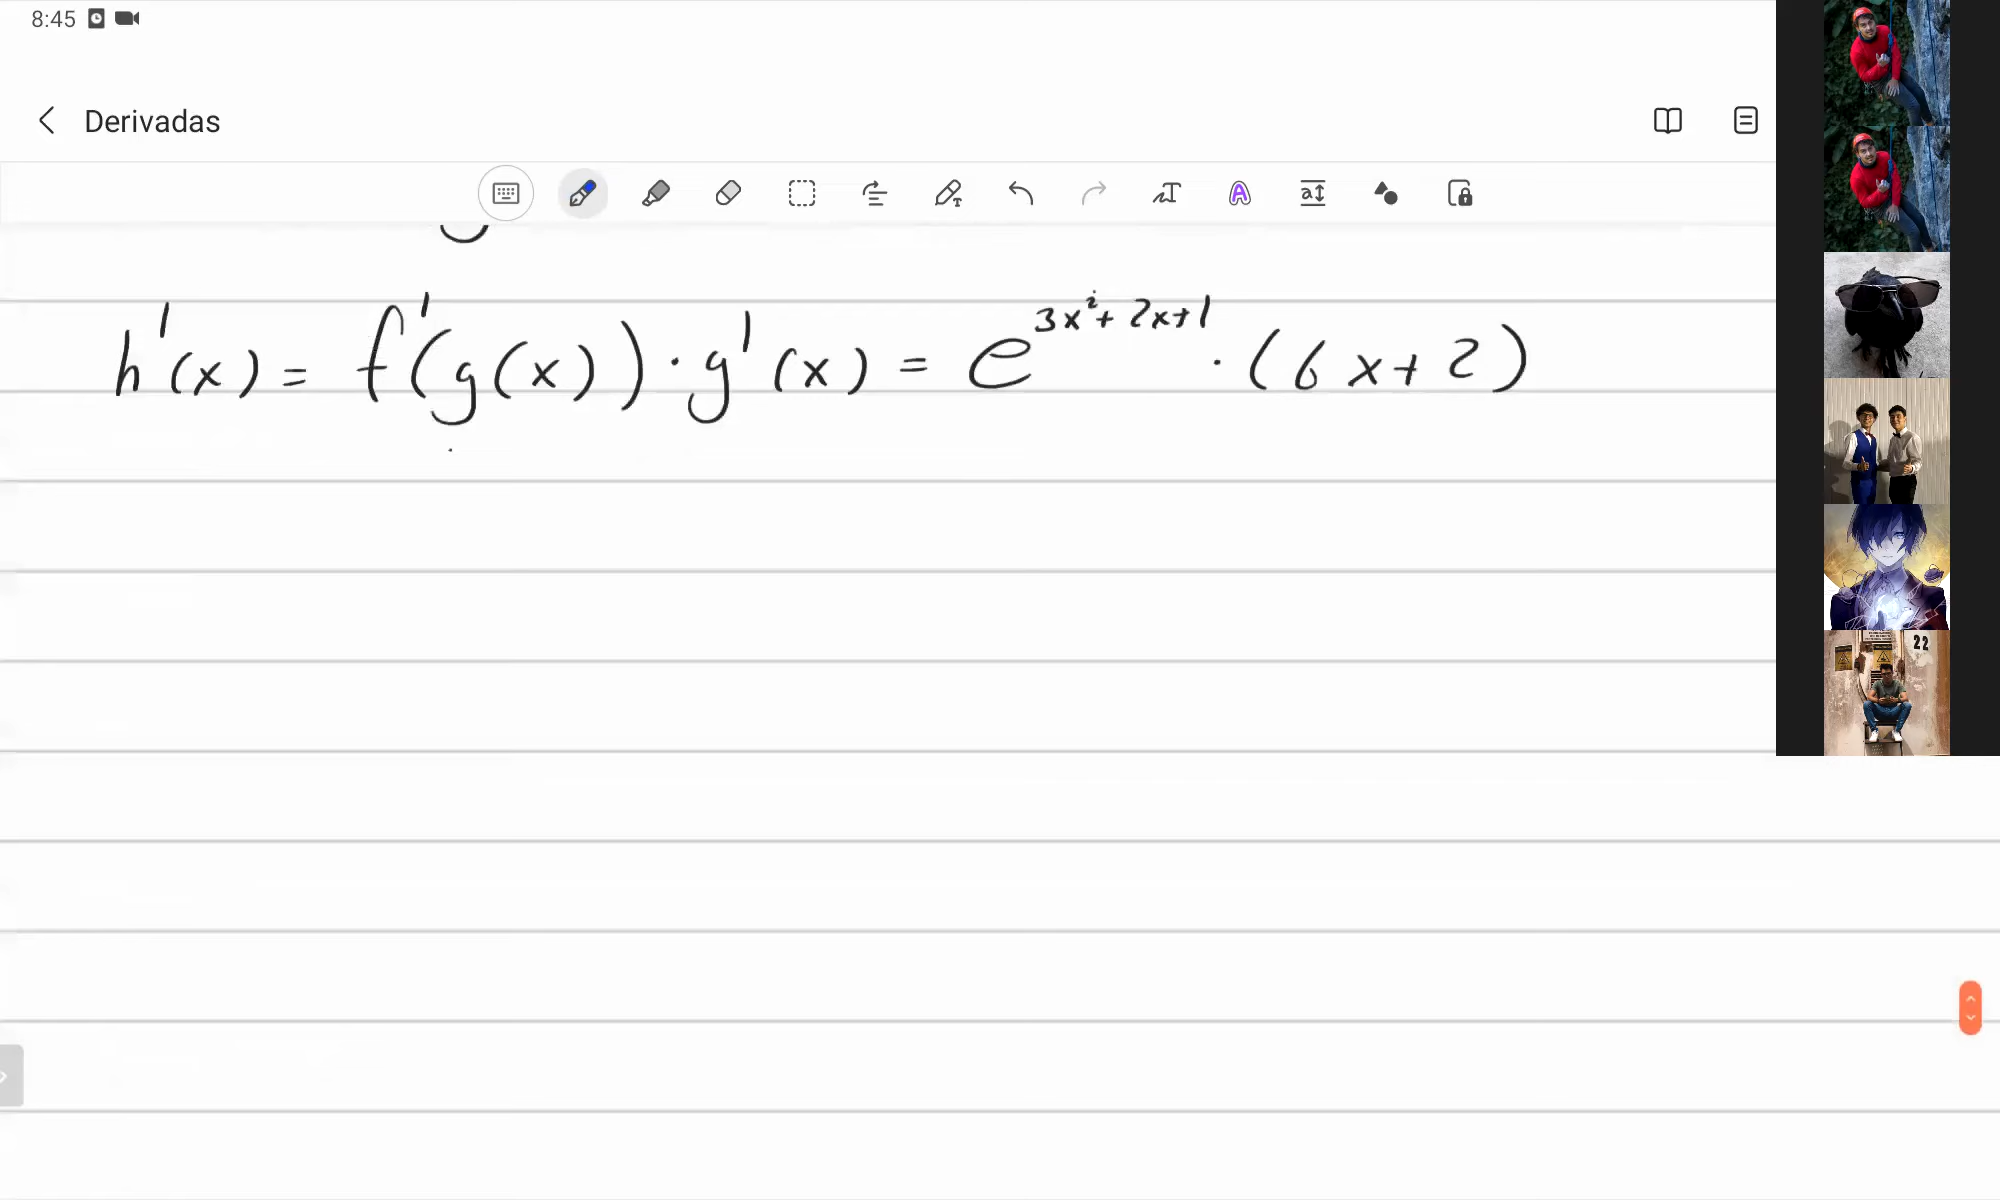 8:45
Derivadas
h'(x) = f'(g(x)) · g'(x) = e^{3x²+2x+1} · (6x+2)
22